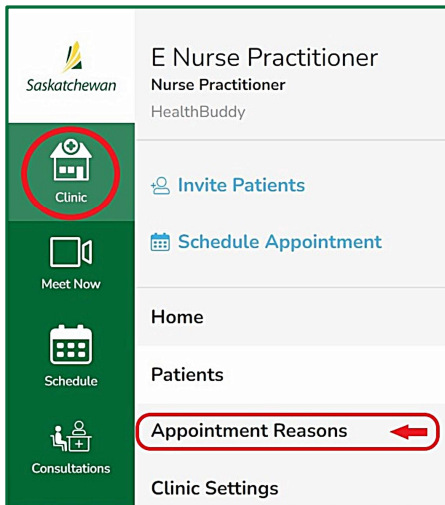 Saskatchewan
Clinic
Meet Now
Schedule
Consultations
E Nurse Practitioner
Nurse Practitioner
HealthBuddy
Invite Patients
Schedule Appointment
Home
Patients
Appointment Reasons
Clinic Settings